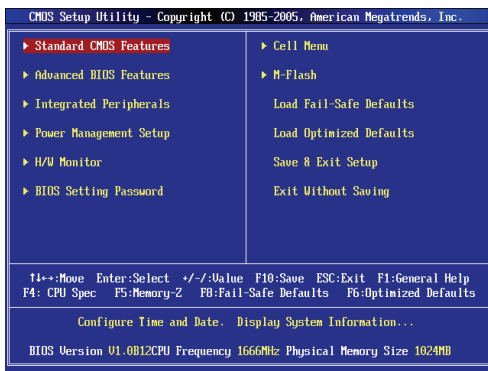 CMOS Setup Utility - Copyright (C) 1985-2005, American Megatrends, Inc.
▶ Standard CMOS Features
▶ Advanced BIOS Features
▶ Integrated Peripherals
▶ Power Management Setup
▶ H/W Monitor
▶ BIOS Setting Password
▶ Cell Menu
▶ M-Flash
Load Fail-Safe Defaults
Load Optimized Defaults
Save & Exit Setup
Exit Without Saving
↑↓←→:Move Enter:Select +/-/:Value F10:Save ESC:Exit F1:General Help
F4: CPU Spec F5:Memory-Z F8:Fail-Safe Defaults F6:Optimized Defaults
Configure Time and Date. Display System Information...
BIOS Version V1.0B12CPU Frequency 1666MHz Physical Memory Size 1024MB